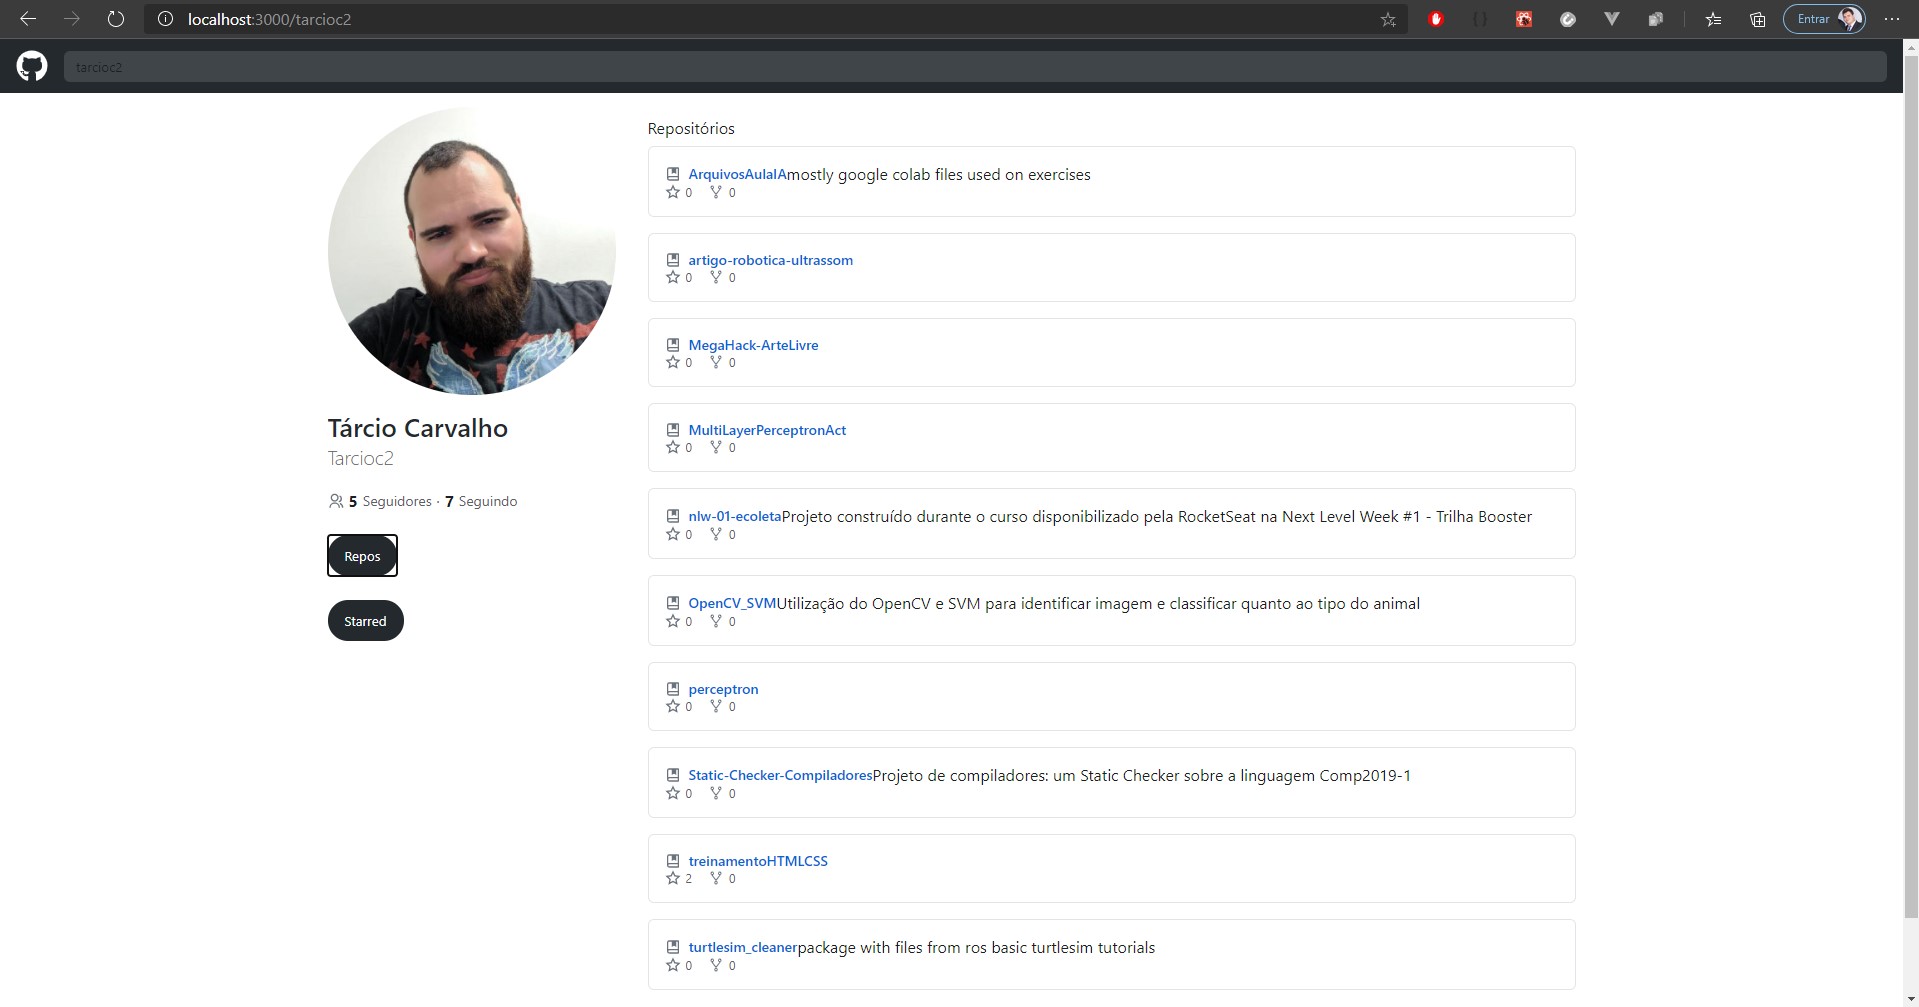 localhost:3000/tarcioc2
Entrar
tarcioc2
Tárcio Carvalho
Tarcioc2
5 Seguidores · 7 Seguindo
Repos
Starred
Repositórios
ArquivosAulaIAmostly google colab files used on exercises
0 0
artigo-robotica-ultrassom
0 0
MegaHack-ArteLivre
0 0
MultiLayerPerceptronAct
0 0
nlw-01-ecoletaProjeto construído durante o curso disponibilizado pela RocketSeat na Next Level Week #1 - Trilha Booster
0 0
OpenCV_SVMUtilização do OpenCV e SVM para identificar imagem e classificar quanto ao tipo do animal
0 0
perceptron
0 0
Static-Checker-CompiladoresProjeto de compiladores: um Static Checker sobre a linguagem Comp2019-1
0 0
treinamentoHTMLCSS
2 0
turtlesim_cleanerpackage with files from ros basic turtlesim tutorials
0 0